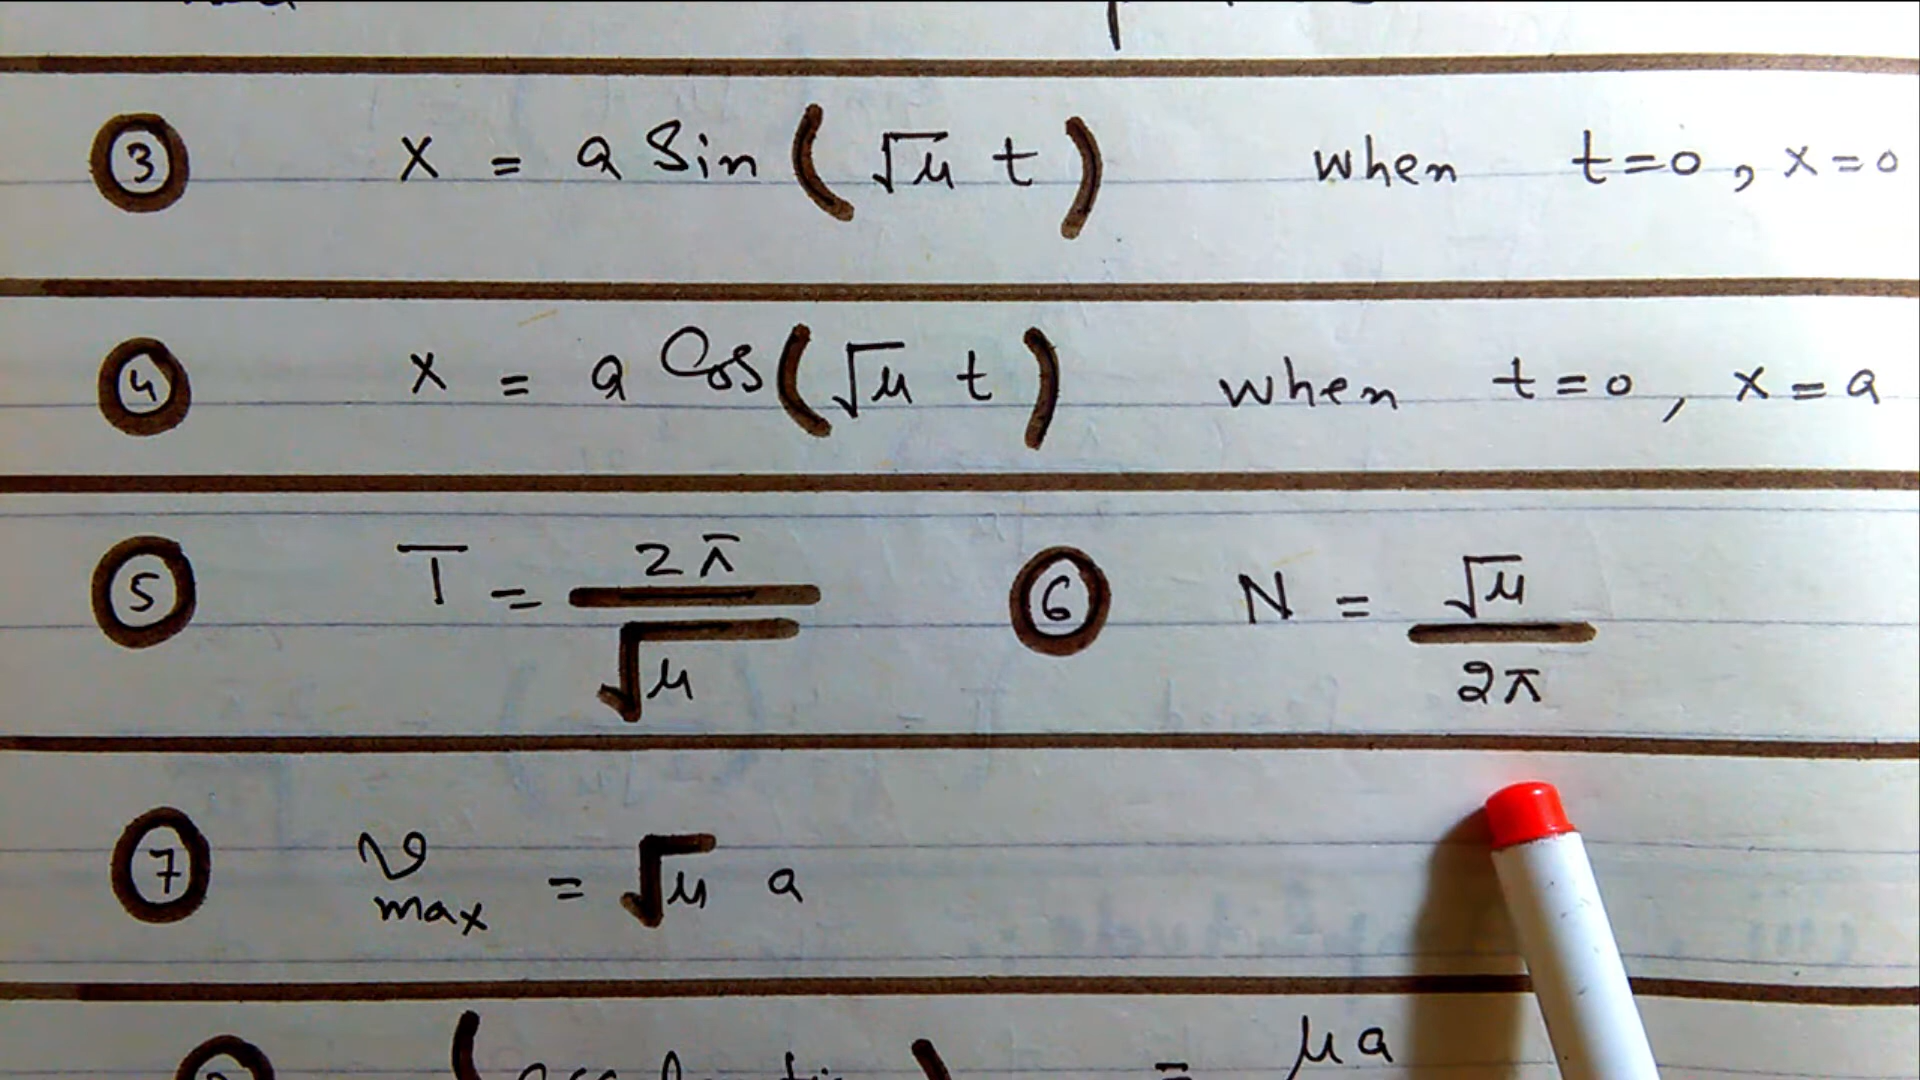 ③ x = a Sin (√μ t) when t=0, x=0
④ x = a Cos (√μ t) when t=0, x=a
⑤ T = 2π / √μ ⑥ N = √μ / 2π
⑦ v max = √μ a
= μa